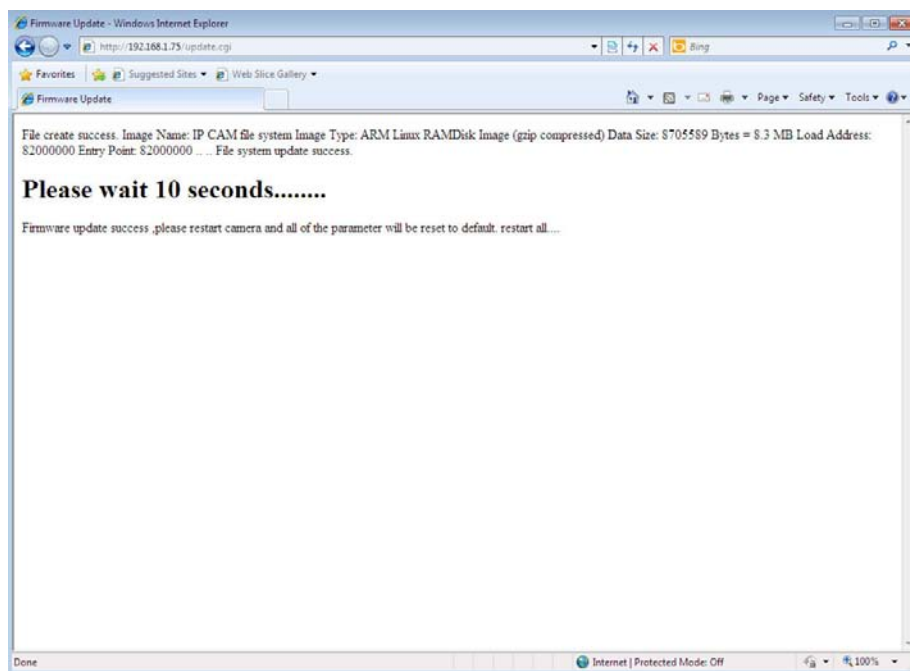 Firmware Update - Windows Internet Explorer
http://192.168.1.75/update.cgi
Bing
Favorites Suggested Sites Web Slice Gallery
Firmware Update Page Safety Tools
File create success. Image Name: IP CAM file system Image Type: ARM Linux RAMDisk Image (gzip compressed) Data Size: 8705589 Bytes = 8.3 MB Load Address:
82000000 Entry Point: 82000000 .. .. File system update success.
Please wait 10 seconds........
Firmware update success ,please restart camera and all of the parameter will be reset to default. restart all....
Done Internet | Protected Mode: Off 100%